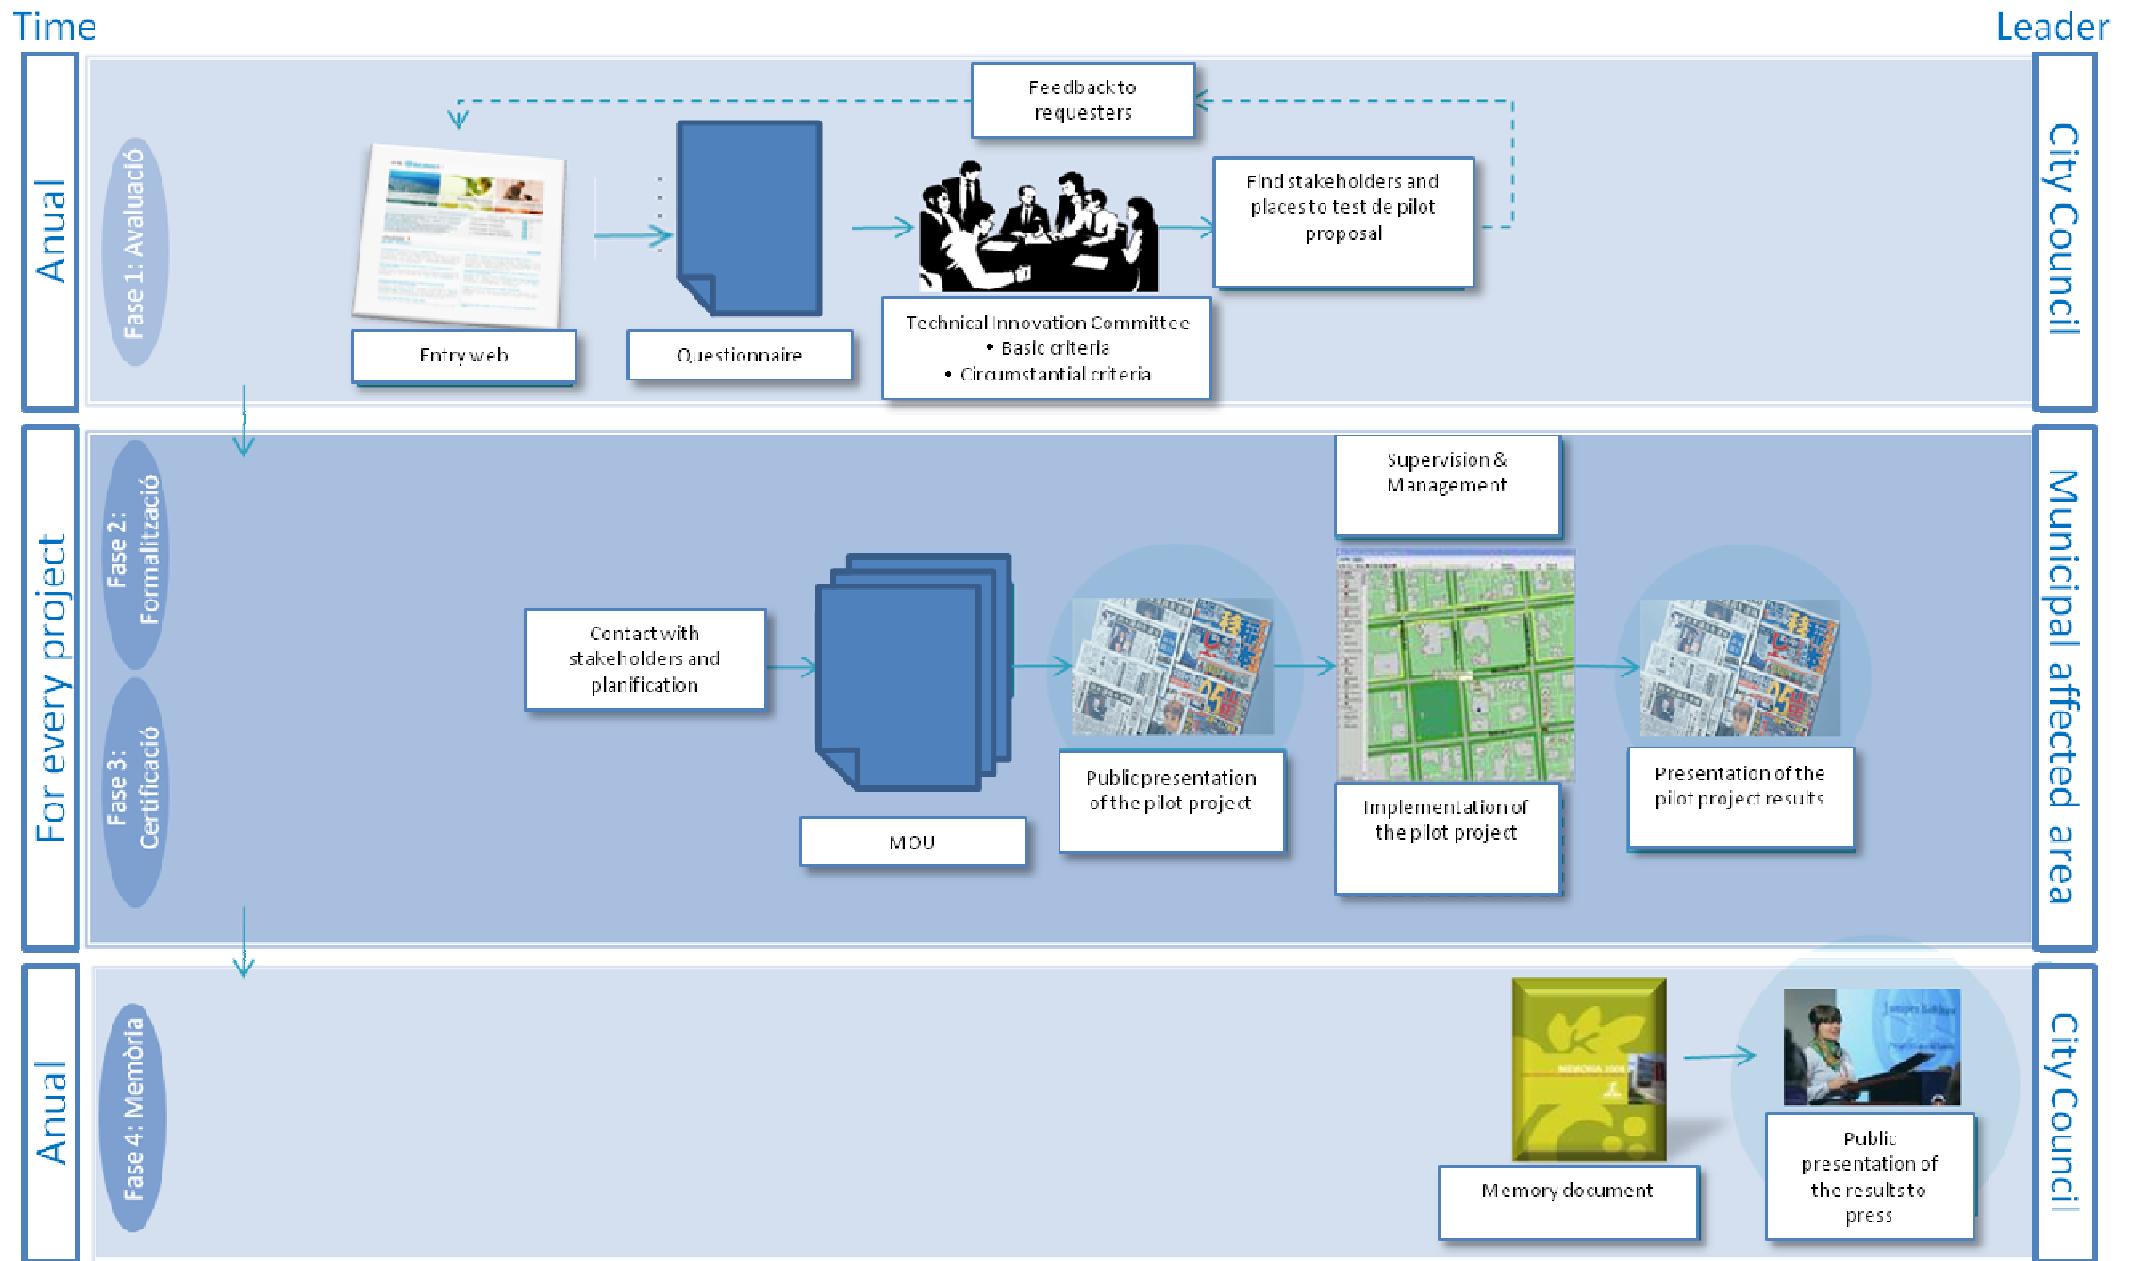 Time
Leader
Anual
City Council
Fase 1: Avaluació
Feedback to
requesters
Find stakeholders and
places to test de pilot
proposal
Entry web
Questionnaire
Technical Innovation Committee
• Basic criteria
• Circumstantial criteria
For every project
Municipal affected area
Fase 2:
Formalització
Fase 3:
Certificació
Supervision &
Management
Contact with
stakeholders and
planification
MOU
Public presentation
of the pilot project
Implementation of
the pilot project
Presentation of the
pilot project results
Anual
City Council
Fase 4: Memòria
MEMORIA 2008
Memory document
Public
presentation of
the results to
press